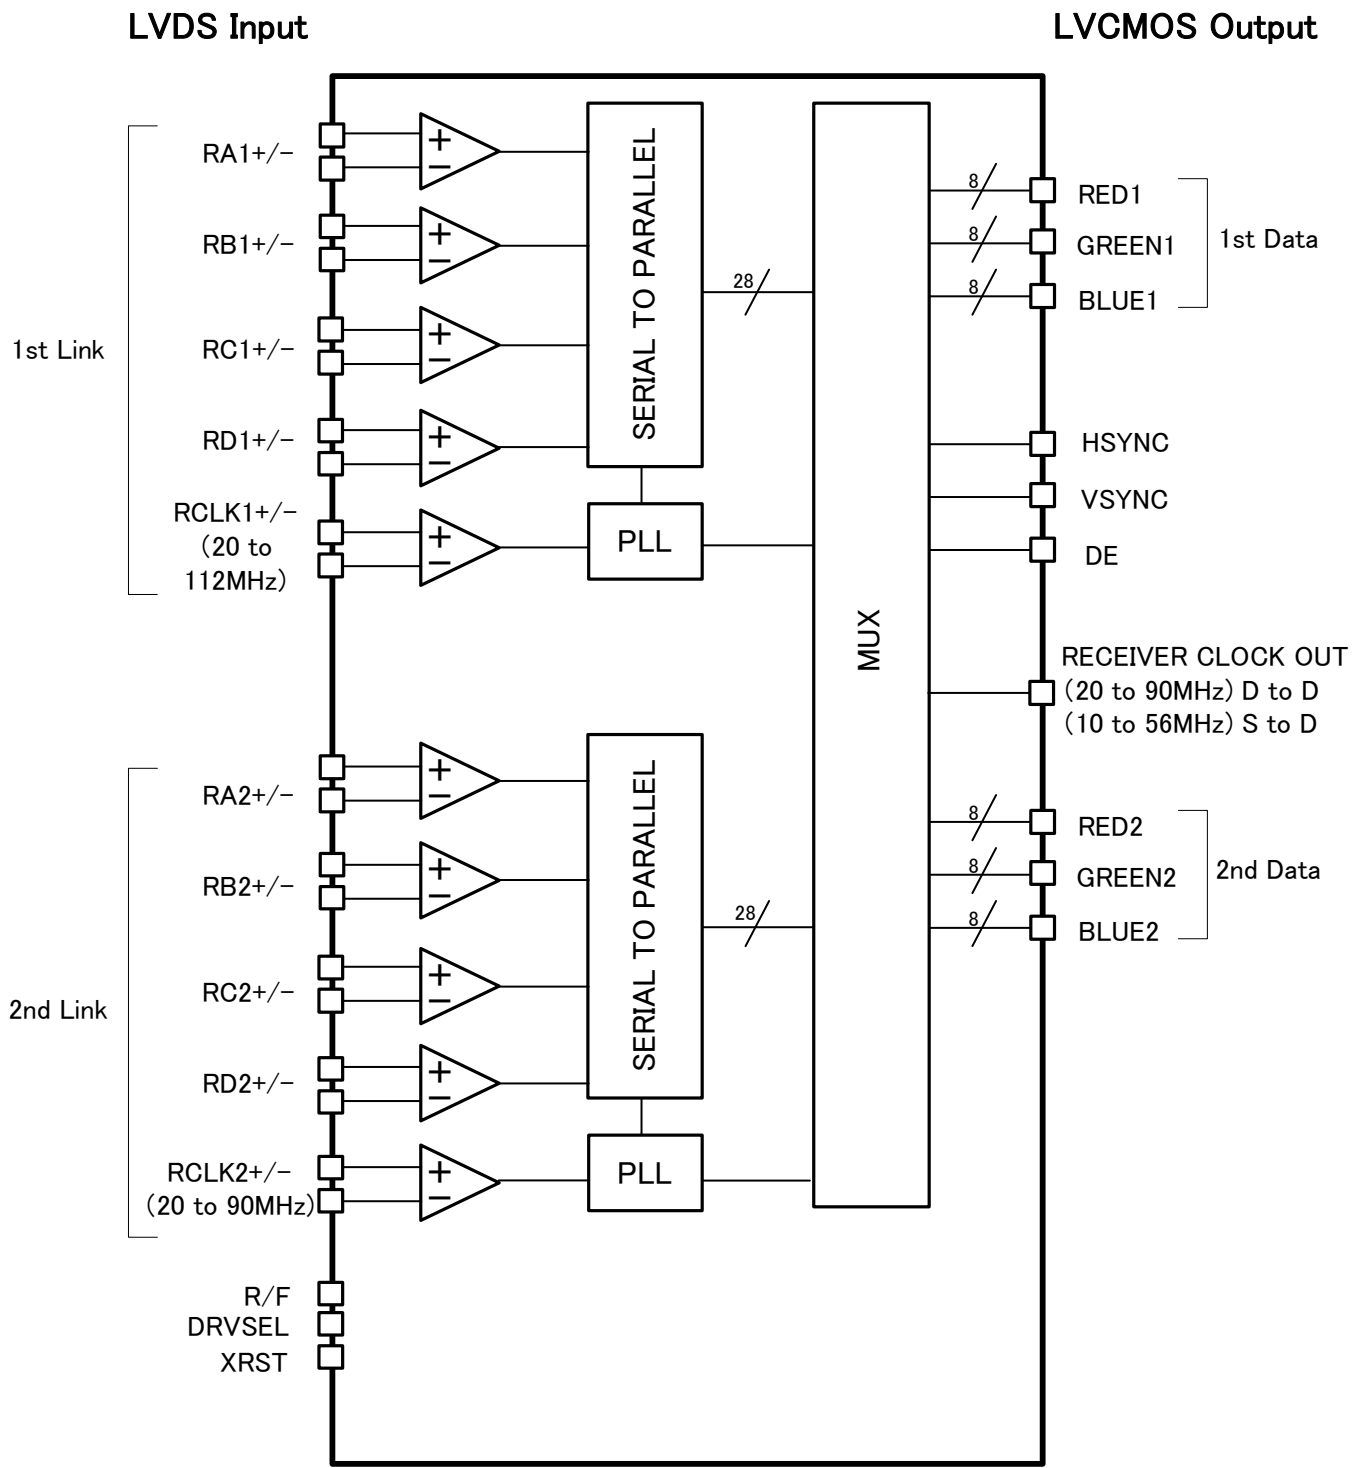 LVDS Input
LVCMOS Output
1st Link
RA1+/-
RB1+/-
RC1+/-
RD1+/-
RCLK1+/-
(20 to
112MHz)
+
-
+
-
+
-
+
-
+
-
SERIAL TO PARALLEL
PLL
28
MUX
8
RED1
8
GREEN1
8
BLUE1
1st Data
HSYNC
VSYNC
DE
RECEIVER CLOCK OUT
(20 to 90MHz) D to D
(10 to 56MHz) S to D
2nd Link
RA2+/-
RB2+/-
RC2+/-
RD2+/-
RCLK2+/-
(20 to 90MHz)
+
-
+
-
+
-
+
-
+
-
SERIAL TO PARALLEL
PLL
28
8
RED2
8
GREEN2
8
BLUE2
2nd Data
R/F
DRVSEL
XRST